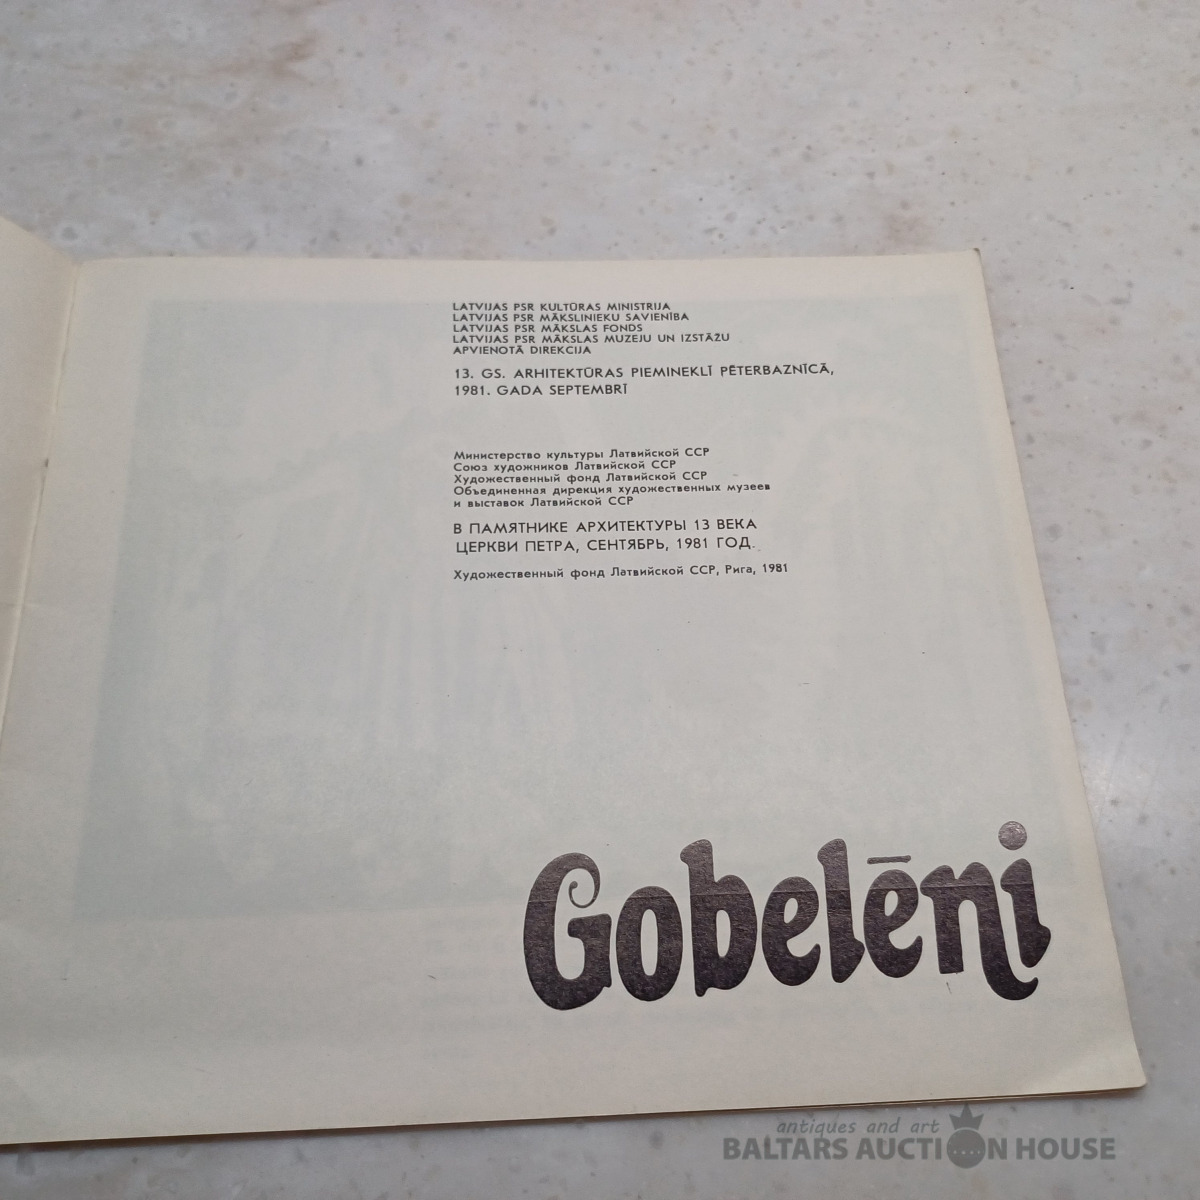 LATVIJAS PSR KULTŪRAS MINISTRIJA
LATVIJAS PSR MĀKSLINIEKU SAVIENĪBA
LATVIJAS PSR MĀKSLAS FONDS
LATVIJAS PSR MĀKSLAS MUZEJU UN IZSTĀŽU
APVIENOTĀ DIREKCIJA
13. GS. ARHITEKTŪRAS PIEMINEKLĪ PĒTERBAZNĪCĀ,
1981. GADA SEPTEMBRĪ
Министерство культуры Латвийской ССР
Союз художников Латвийской ССР
Художественный фонд Латвийской ССР
Объединенная дирекция художественных музеев
и выставок Латвийской ССР
В ПАМЯТНИКЕ АРХИТЕКТУРЫ 13 ВЕКА
ЦЕРКВИ ПЕТРА, СЕНТЯБРЬ, 1981 ГОД.
Художественный фонд Латвийской ССР, Рига, 1981
Gobelēni
antiques and art
BALTARS AUCTION HOUSE